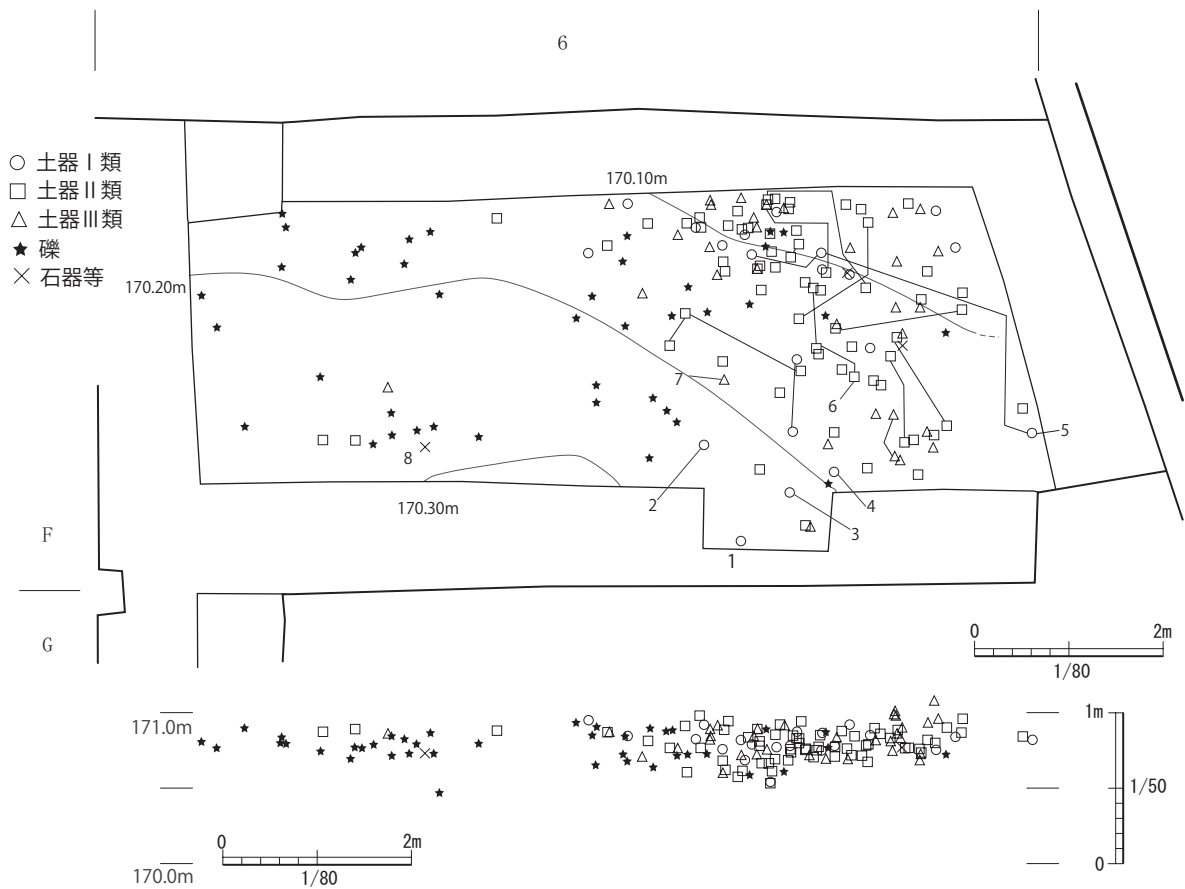 6
○ 土器Ⅰ類
□ 土器Ⅱ類
△ 土器Ⅲ類
★ 礫
× 石器等
170.10m
170.20m
7
6
5
8
2
4
170.30m
3
1
F
G
0 2m
1/80
171.0m
1m
1/50
0 2m
1/80
170.0m
0